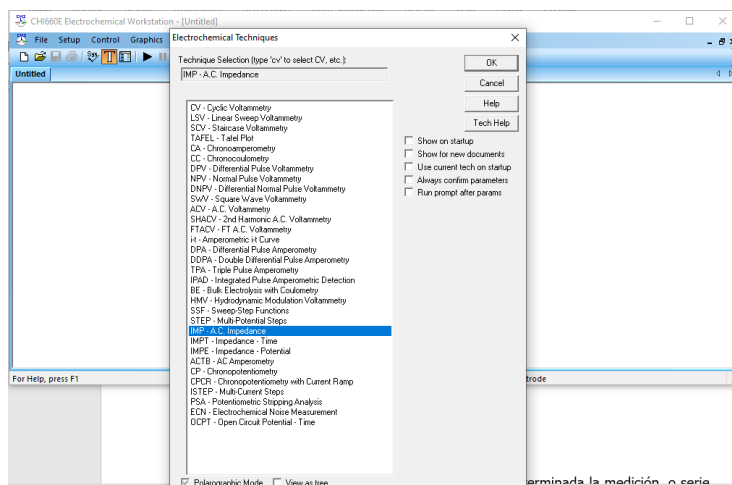 CHI660E Electrochemical Workstation - [Untitled]
File Setup Control Graphics
Untitled
Electrochemical Techniques
Technique Selection (type 'cv' to select CV, etc.):
IMP - A.C. Impedance
OK
Cancel
Help
Tech Help
CV - Cyclic Voltammetry
LSV - Linear Sweep Voltammetry
SCV - Staircase Voltammetry
TAFEL - Tafel Plot
CA - Chronoamperometry
CC - Chronocoulometry
DPV - Differential Pulse Voltammetry
NPV - Normal Pulse Voltammetry
DNPV - Differential Normal Pulse Voltammetry
SWV - Square Wave Voltammetry
ACV - A.C. Voltammetry
SHACV - 2nd Harmonic A.C. Voltammetry
FTACV - FT A.C. Voltammetry
i-t - Amperometric i-t Curve
DPA - Differential Pulse Amperometry
DDPA - Double Differential Pulse Amperometry
TPA - Triple Pulse Amperometry
IPAD - Integrated Pulse Amperometric Detection
BE - Bulk Electrolysis with Coulometry
HMV - Hydrodynamic Modulation Voltammetry
SSF - Sweep-Step Functions
STEP - Multi-Potential Steps
IMP - A.C. Impedance
IMPT - Impedance - Time
IMPE - Impedance - Potential
ACTB - AC Amperometry
CP - Chronopotentiometry
CPCR - Chronopotentiometry with Current Ramp
ISTEP - Multi-Current Steps
PSA - Potentiometric Stripping Analysis
ECN - Electrochemical Noise Measurement
OCPT - Open Circuit Potential - Time
Show on startup
Show for new documents
Use current tech on startup
Always confirm parameters
Run prompt after params
Polarographic Mode View as tree
For Help, press F1
trode
erminada la medición, o serie